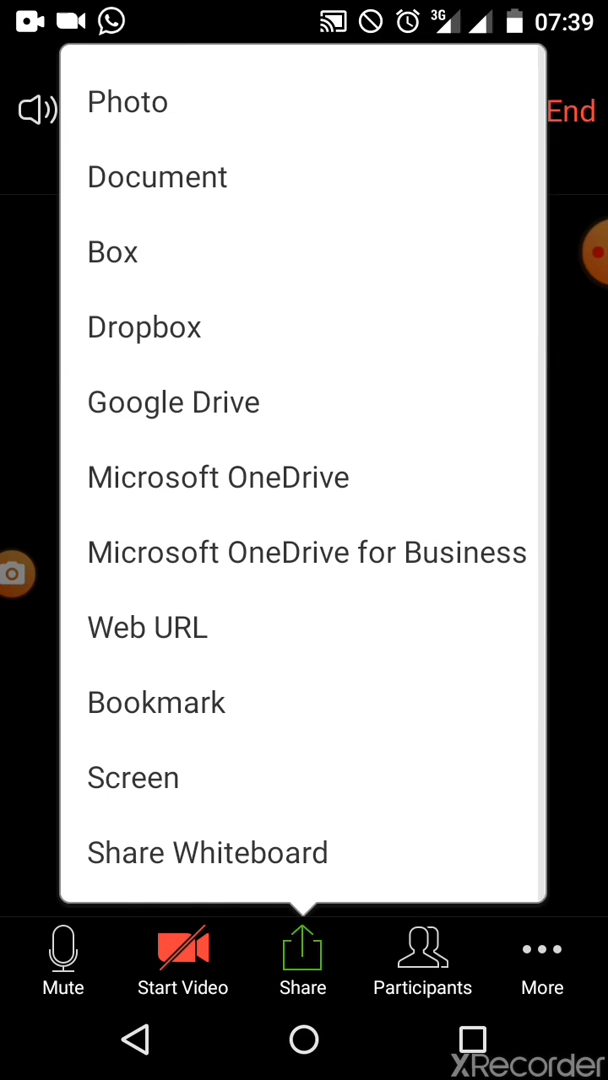 3G 07:39
End
Photo
Document
Box
Dropbox
Google Drive
Microsoft OneDrive
Microsoft OneDrive for Business
Web URL
Bookmark
Screen
Share Whiteboard
Mute Start Video Share Participants More
XRecorder